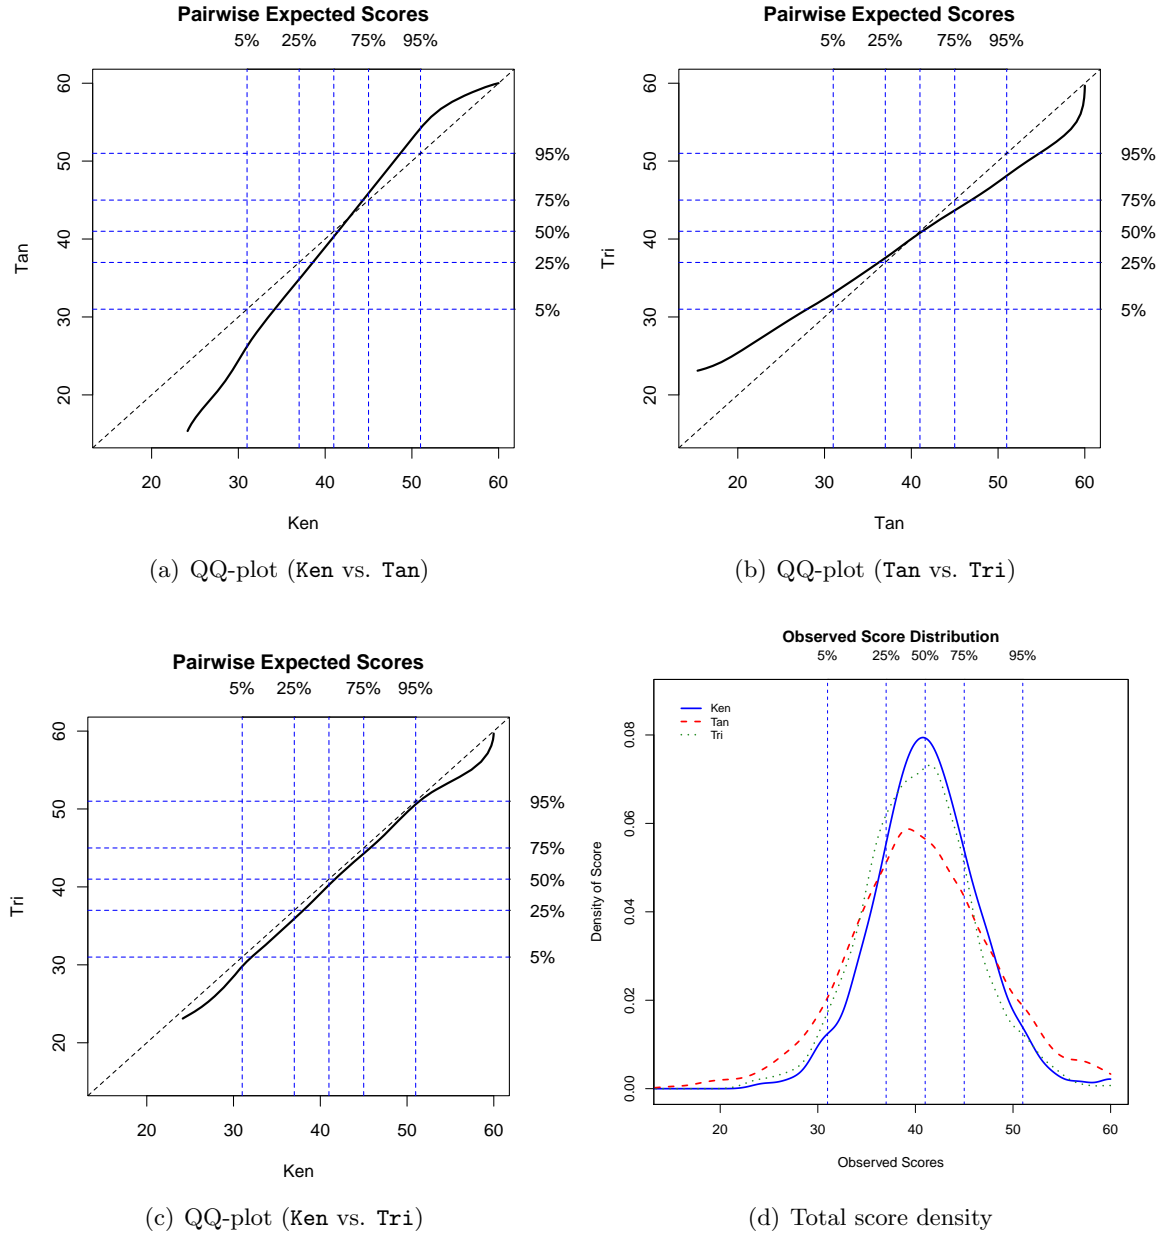 Pairwise Expected Scores
5% 25% 75% 95%
60
50
40
30
20
Tan
95%
75%
50%
25%
5%
20 30 40 50 60
Ken
(a) QQ-plot (Ken vs. Tan)
Pairwise Expected Scores
5% 25% 75% 95%
60
50
40
30
20
Tri
95%
75%
50%
25%
5%
20 30 40 50 60
Tan
(b) QQ-plot (Tan vs. Tri)
Pairwise Expected Scores
5% 25% 75% 95%
60
50
40
30
20
Tri
95%
75%
50%
25%
5%
20 30 40 50 60
Ken
(c) QQ-plot (Ken vs. Tri)
Observed Score Distribution
5% 25% 50% 75% 95%
Ken
Tan
Tri
0.08
0.06
0.04
0.02
0.00
Density of Score
20 30 40 50 60
Observed Scores
(d) Total score density